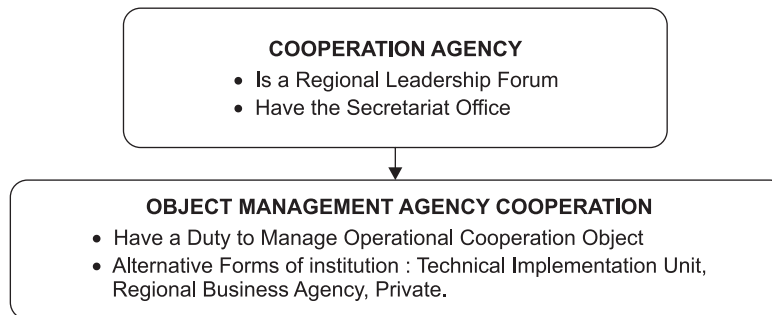 COOPERATION AGENCY
• Is a Regional Leadership Forum
• Have the Secretariat Office
OBJECT MANAGEMENT AGENCY COOPERATION
• Have a Duty to Manage Operational Cooperation Object
• Alternative Forms of institution : Technical Implementation Unit,
Regional Business Agency, Private.